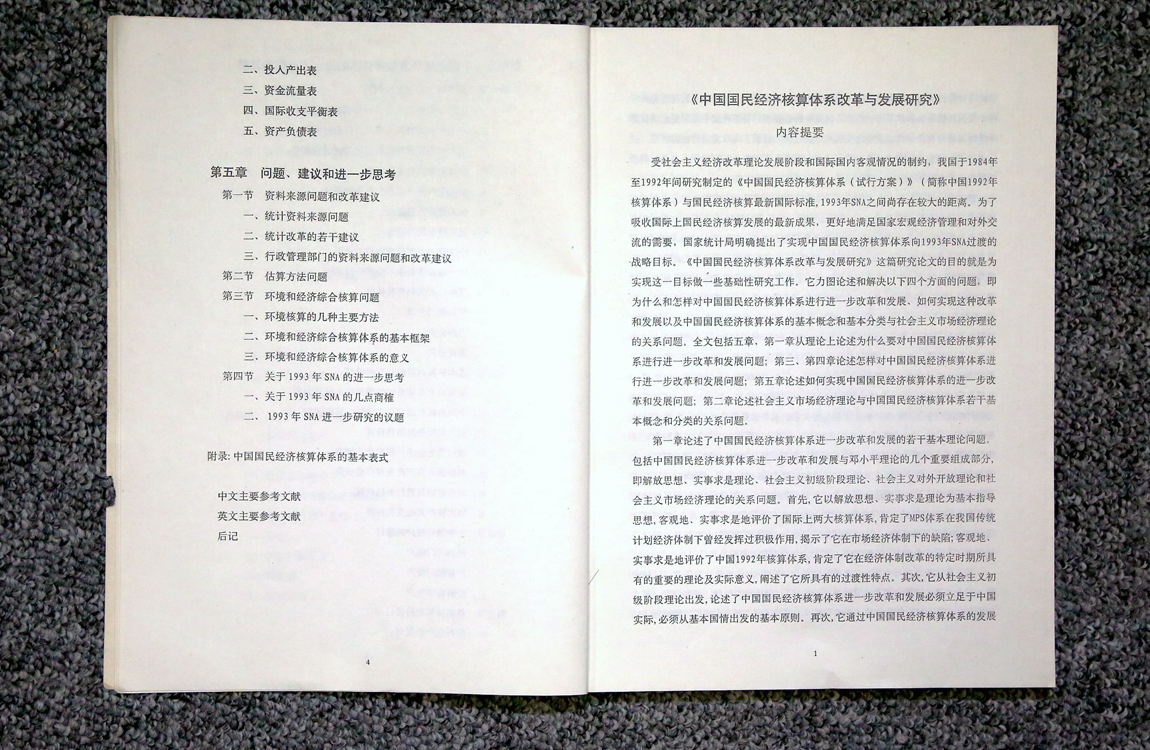 二、投入产出表
三、资金流量表
四、国际收支平衡表
五、资产负债表
第五章 问题、建议和进一步思考
第一节 资料来源问题和改革建议
一、统计资料来源问题
二、统计改革的若干建议
三、行政管理部门的资料来源问题和改革建议
第二节 估算方法问题
第三节 环境和经济综合核算问题
一、环境核算的几种主要方法
二、环境和经济综合核算体系的基本框架
三、环境和经济综合核算体系的意义
第四节 关于 1993 年 SNA 的进一步思考
一、关于 1993 年 SNA 的几点商榷
二、 1993 年 SNA 进一步研究的议题
附录: 中国国民经济核算体系的基本表式
中文主要参考文献
英文主要参考文献
后记
4
《中国国民经济核算体系改革与发展研究》
内容提要
受社会主义经济改革理论发展阶段和国际国内客观情况的制约，我国于1984年
至1992年间研究制定的《中国国民经济核算体系（试行方案）》（简称中国1992年
核算体系）与国民经济核算最新国际标准,1993年SNA之间尚存在较大的距离。为了
吸收国际上国民经济核算发展的最新成果，更好地满足国家宏观经济管理和对外交
流的需要，国家统计局明确提出了实现中国国民经济核算体系向1993年SNA过渡的
战略目标。《中国国民经济核算体系改革与发展研究》这篇研究论文的目的就是为
实现这一目标做一些基础性研究工作。它力图论述和解决以下四个方面的问题，即
为什么和怎样对中国国民经济核算体系进行进一步改革和发展、如何实现这种改革
和发展以及中国国民经济核算体系的基本概念和基本分类与社会主义市场经济理论
的关系问题。全文包括五章，第一章从理论上论述为什么要对中国国民经济核算体
系进行进一步改革和发展问题；第三、第四章论述怎样对中国国民经济核算体系进
行进一步改革和发展问题；第五章论述如何实现中国国民经济核算体系的进一步改
革和发展问题；第二章论述社会主义市场经济理论与中国国民经济核算体系若干基
本概念和分类的关系问题。
第一章论述了中国国民经济核算体系进一步改革和发展的若干基本理论问题，
包括中国国民经济核算体系进一步改革和发展与邓小平理论的几个重要组成部分,
即解放思想、实事求是理论、社会主义初级阶段理论、社会主义对外开放理论和社
会主义市场经济理论的关系问题。首先, 它以解放思想、实事求是理论为基本指导
思想, 客观地、实事求是地评价了国际上两大核算体系, 肯定了MPS体系在我国传统
计划经济体制下曾经发挥过积极作用, 揭示了它在市场经济体制下的缺陷; 客观地、
实事求是地评价了中国1992年核算体系, 肯定了它在经济体制改革的特定时期所具
有的重要的理论及实际意义, 阐述了它所具有的过渡性特点。其次, 它从社会主义初
级阶段理论出发, 论述了中国国民经济核算体系进一步改革和发展必须立足于中国
实际, 必须从基本国情出发的基本原则。再次, 它通过中国国民经济核算体系的发展
1